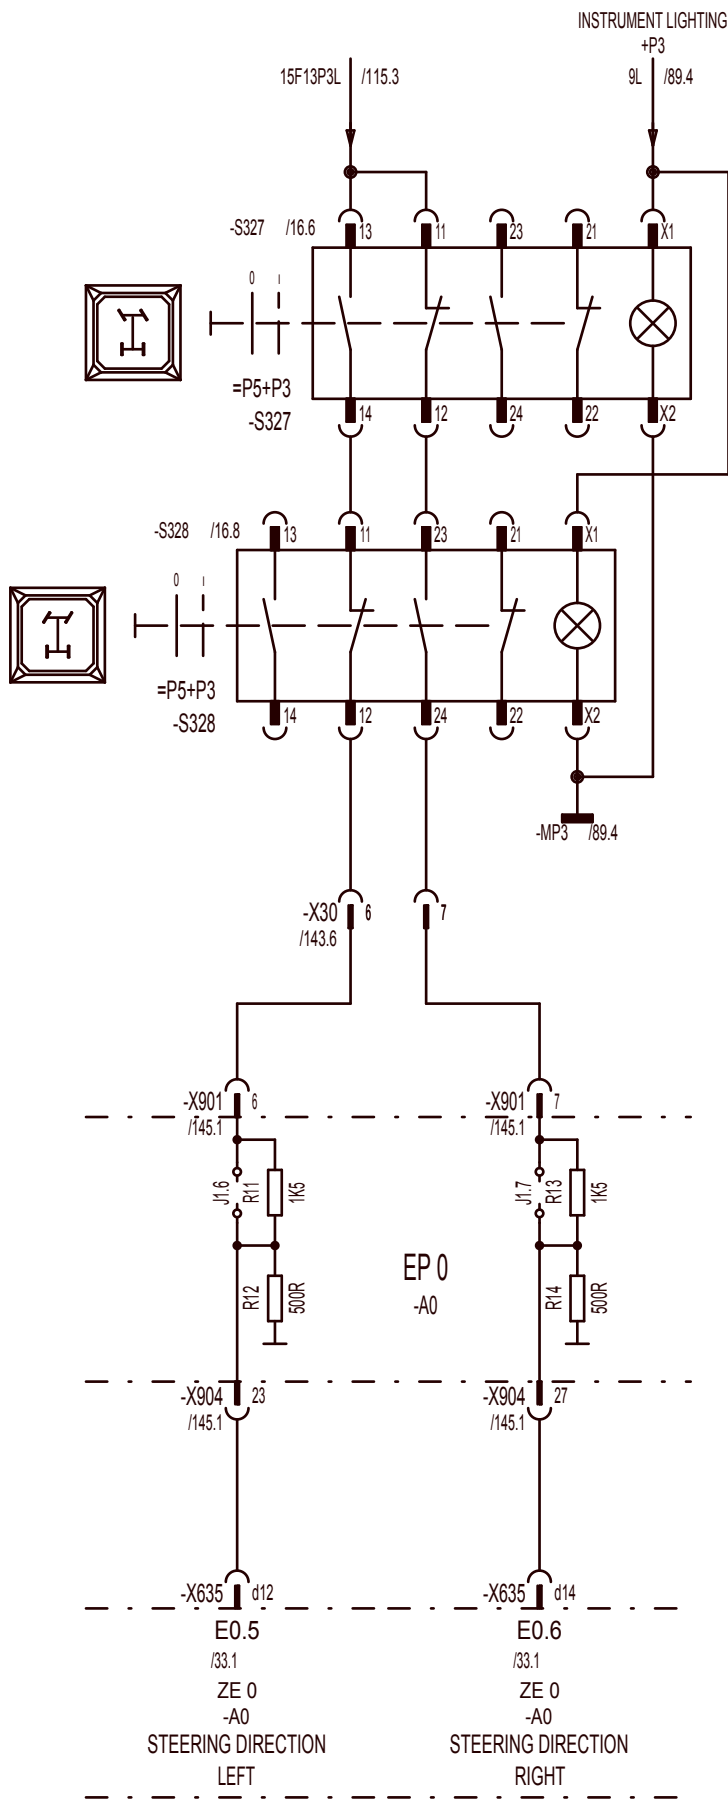 INSTRUMENT LIGHTING
+P3
15F13P3L /115.3
9L /89.4
-S327 /16.6
13
11
23
21
X1
0 I
=P5+P3
-S327
14
12
24
22
X2
-S328 /16.8
13
11
23
21
X1
0 I
=P5+P3
-S328
14
12
24
22
X2
-MP3 /89.4
-X30 6
7
/143.6
-X901 6
/145.1
-X901 7
/145.1
J1.6
R11
1K5
J1.7
R13
1K5
EP 0
-A0
R12
500R
R14
500R
-X904 23
/145.1
-X904 27
/145.1
-X635 d12
-X635 d14
E0.5
/33.1
ZE 0
-A0
STEERING DIRECTION
LEFT
E0.6
/33.1
ZE 0
-A0
STEERING DIRECTION
RIGHT